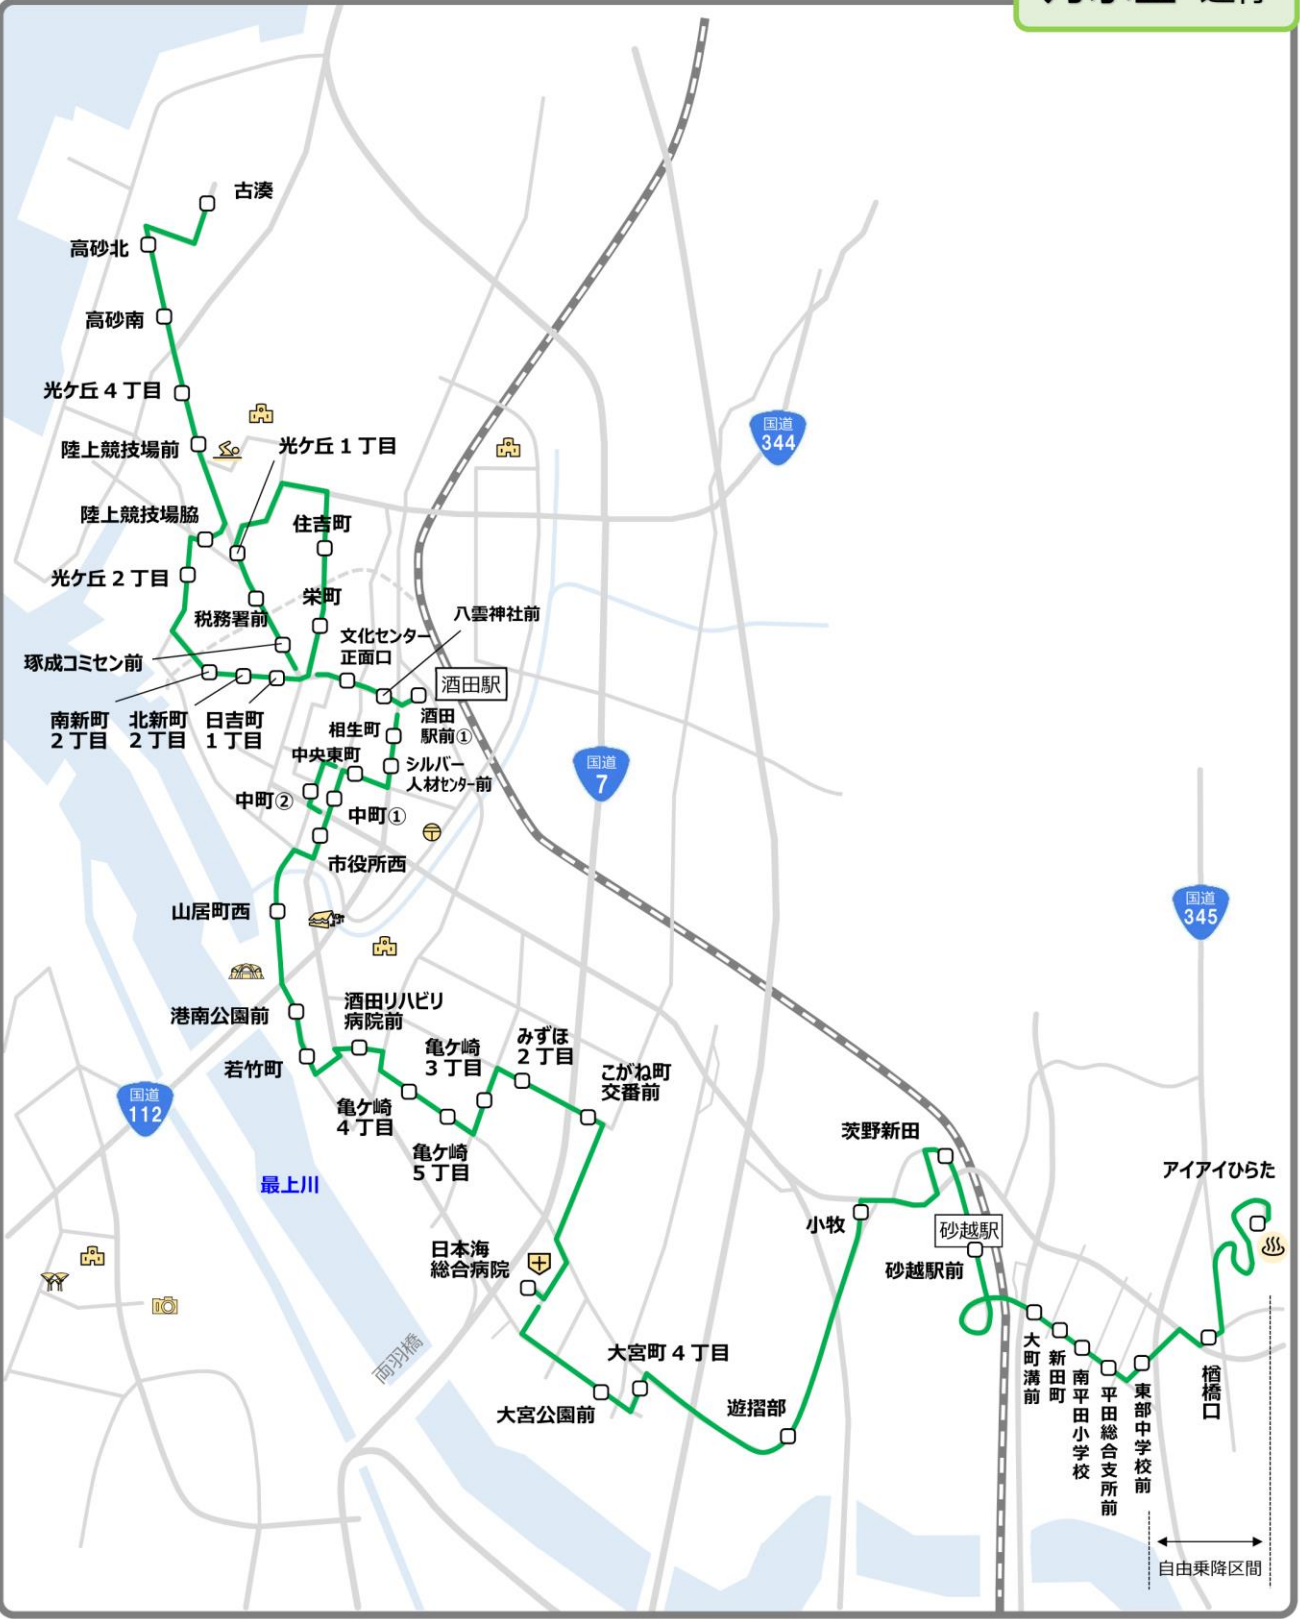 古湊
高砂北
高砂南
光ケ丘4丁目
陸上競技場前
光ケ丘1丁目
陸上競技場脇
住吉町
光ケ丘2丁目
税務署前
栄町
八雲神社前
文化センター
正面口
琢成コミセン前
酒田駅
南新町
2丁目
北新町
2丁目
日吉町
1丁目
酒田
駅前①
相生町
中央東町
シルバー
人材センター前
中町②
中町①
市役所西
山居町西
港南公園前
若竹町
酒田リハビリ
病院前
亀ケ崎
3丁目
みずほ
2丁目
こがね町
交番前
亀ケ崎
4丁目
亀ケ崎
5丁目
国道
344
国道
7
国道
345
国道
112
最上川
茨野新田
アイアイひらた
小牧
砂越駅
砂越駅前
日本海
総合病院
両羽橋
大宮町4丁目
大宮公園前
遊摺部
大町溝前
新田町
南平田小学校
平田総合支所前
東部中学校前
楢橋口
自由乗降区間